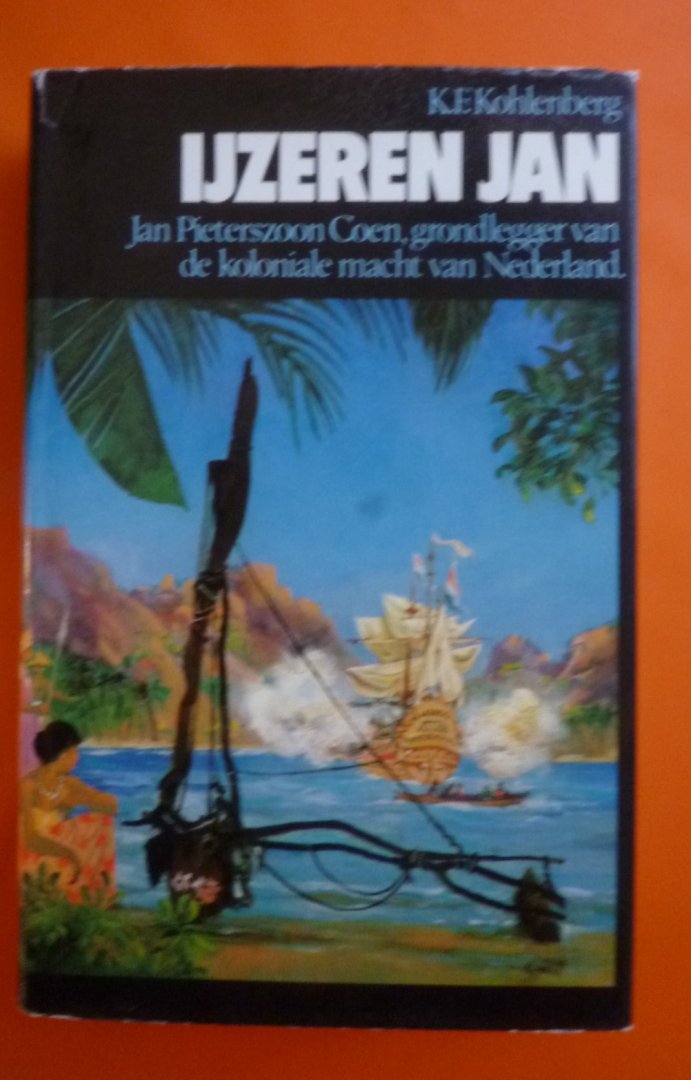 K.F. Kohlenberg
IJZEREN JAN
Jan Pieterszoon Coen, grondlegger van
de koloniale macht van Nederland.